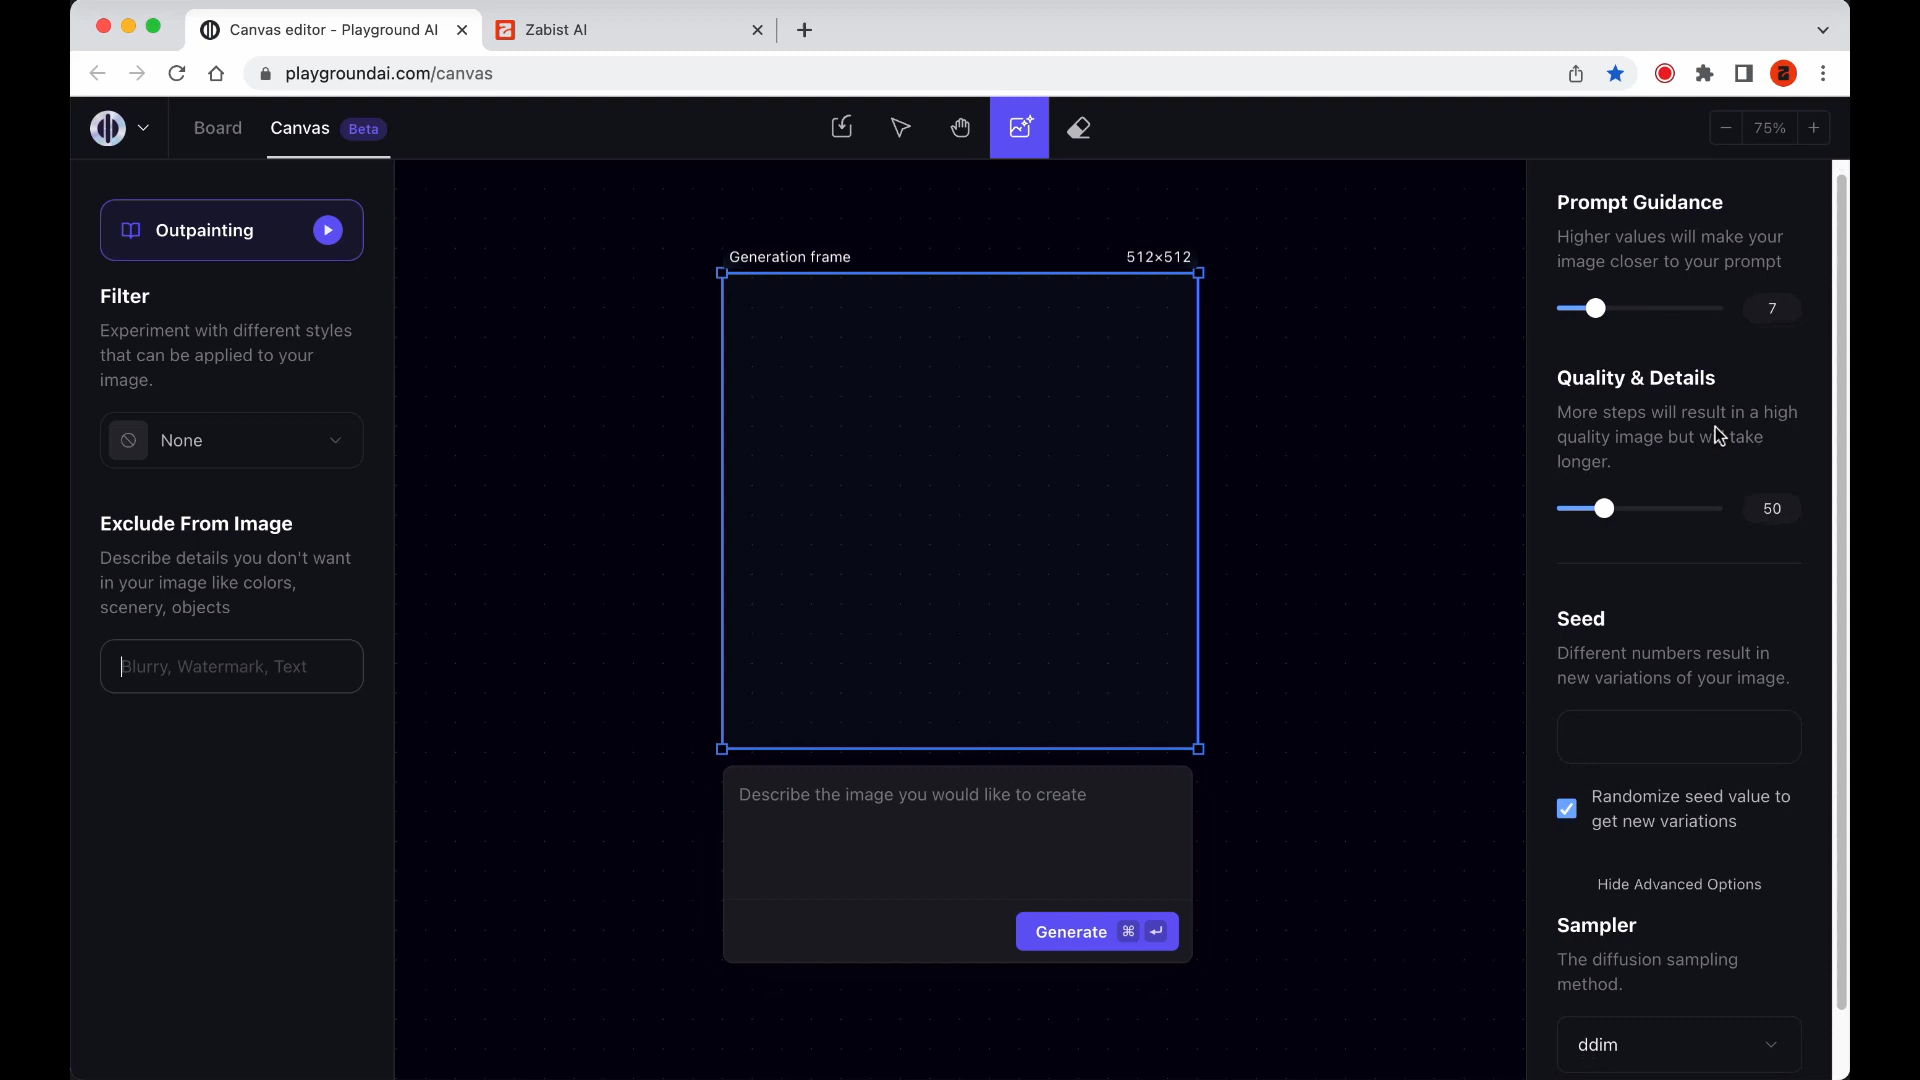 Canvas editor - Playground AI
Zabist AI
playgroundai.com/canvas
Board
Canvas
Beta
75%
Outpainting
Filter
Experiment with different styles
that can be applied to your
image.
None
Exclude From Image
Describe details you don't want
in your image like colors,
scenery, objects
Blurry, Watermark, Text
Generation frame
512×512
Describe the image you would like to create
Generate ⌘
Prompt Guidance
Higher values will make your
image closer to your prompt
7
Quality & Details
More steps will result in a high
quality image but will take
longer.
50
Seed
Different numbers result in
new variations of your image.
Randomize seed value to
get new variations
Hide Advanced Options
Sampler
The diffusion sampling
method.
ddim